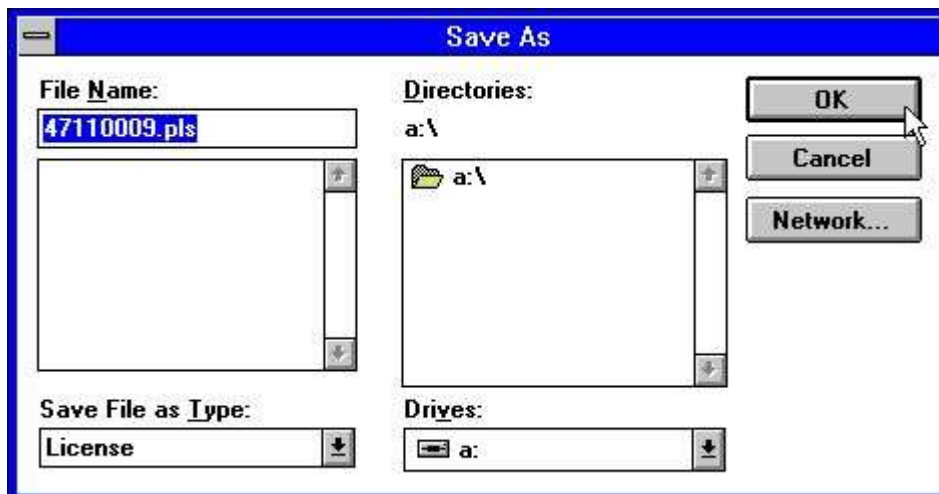 Save As
File Name:
47110009.pls
Directories:
a:\
a:\
OK
Cancel
Network...
Save File as Type:
License
Drives:
a: